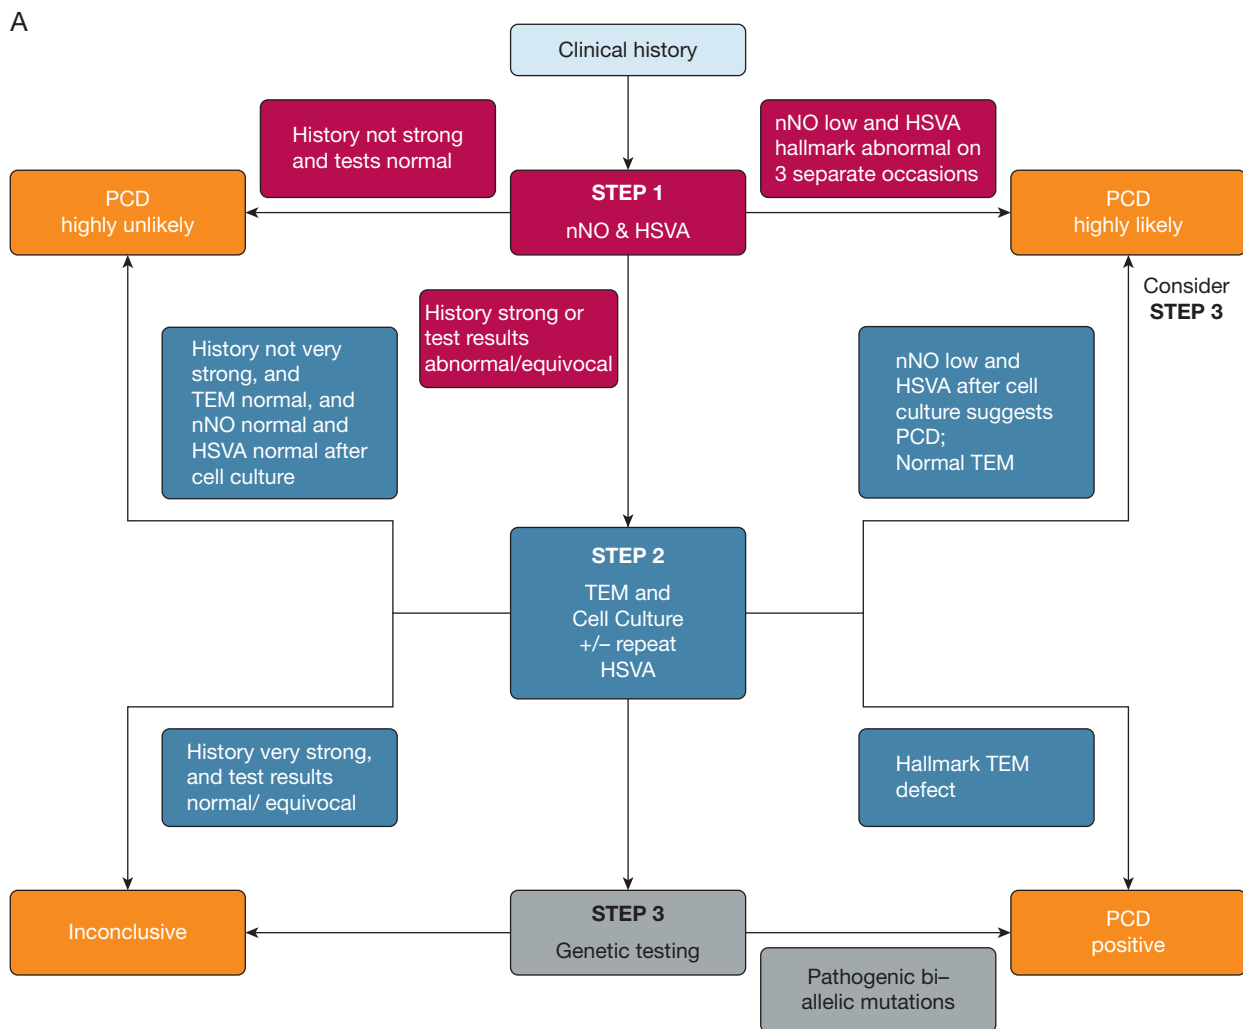 A
Clinical history
History not strong
and tests normal
nNO low and HSVA
hallmark abnormal on
3 separate occasions
PCD
highly unlikely
STEP 1
nNO & HSVA
PCD
highly likely
Consider
STEP 3
History strong or
test results
abnormal/equivocal
History not very
strong, and
TEM normal, and
nNO normal and
HSVA normal after
cell culture
nNO low and
HSVA after cell
culture suggests
PCD;
Normal TEM
STEP 2
TEM and
Cell Culture
+/– repeat
HSVA
History very strong,
and test results
normal/ equivocal
Hallmark TEM
defect
Inconclusive
STEP 3
Genetic testing
PCD
positive
Pathogenic bi–
allelic mutations